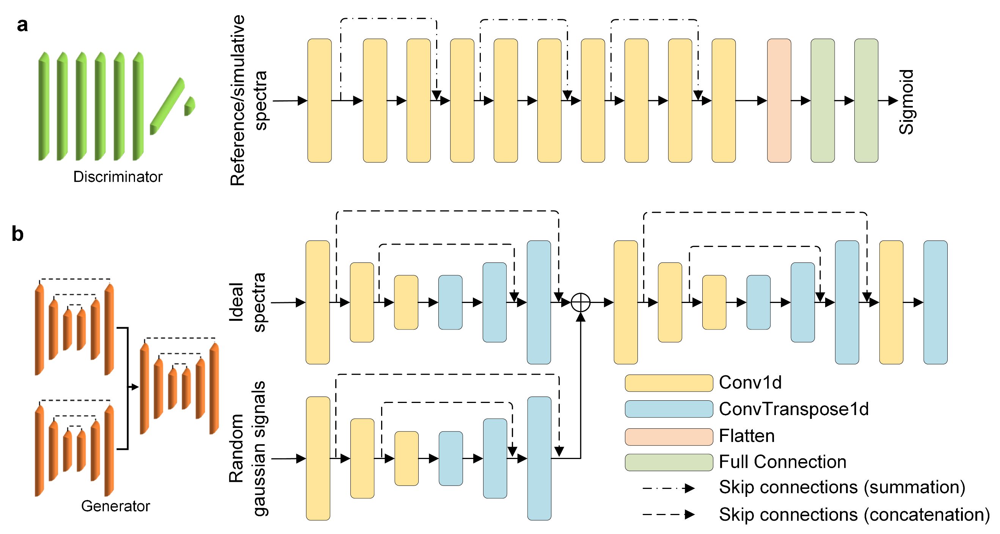 a
Discriminator
Reference/simulative
spectra
Sigmoid
b
Generator
Ideal
spectra
Random
gaussian signals
Conv1d
ConvTranspose1d
Flatten
Full Connection
Skip connections (summation)
Skip connections (concatenation)